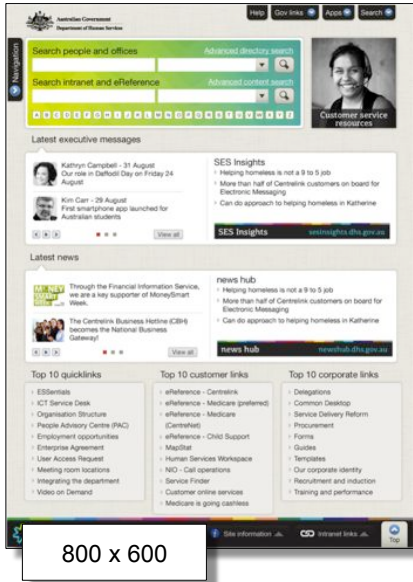 Australian Government
Department of Human Services
Help
Gov links
Apps
Search
Navigation
Search people and offices
Advanced directory search
Search intranet and eReference
Advanced content search
A B C D E F G H I J K L M N O P Q R S T U V W X Y Z
Customer service
resources
Latest executive messages
Kathryn Campbell - 31 August
Our role in Daffodil Day on Friday 24
August
Kim Carr - 29 August
First smartphone app launched for
Australian students
View all
SES Insights
Helping homeless is not a 9 to 5 job
More than half of Centrelink customers on board for
Electronic Messaging
Can do approach to helping homeless in Katherine
SES Insights
sesinsights.dhs.gov.au
Latest news
MONEY
SMART
WEEK
Through the Financial Information Service,
we are a key supporter of MoneySmart
Week.
The Centrelink Business Hotline (CBH)
becomes the National Business
Gateway!
View all
news hub
Helping homeless is not a 9 to 5 job
More than half of Centrelink customers on board for
Electronic Messaging
Can do approach to helping homeless in Katherine
news hub
newshub.dhs.gov.au
Top 10 quicklinks
ESSentials
ICT Service Desk
Organisation Structure
People Advisory Centre (PAC)
Employment opportunities
Enterprise Agreement
User Access Request
Meeting room locations
Integrating the department
Video on Demand
Top 10 customer links
eReference - Centrelink
eReference - Medicare (preferred)
eReference - Medicare
(CentreNet)
eReference - Child Support
MapStat
Human Services Workspace
NIO - Call operations
Service Finder
Customer online services
Medicare is going cashless
Top 10 corporate links
Delegations
Common Desktop
Service Delivery Reform
Procurement
Forms
Guides
Templates
Our corporate identity
Recruitment and induction
Training and performance
Site information
Intranet links
Top
800 x 600